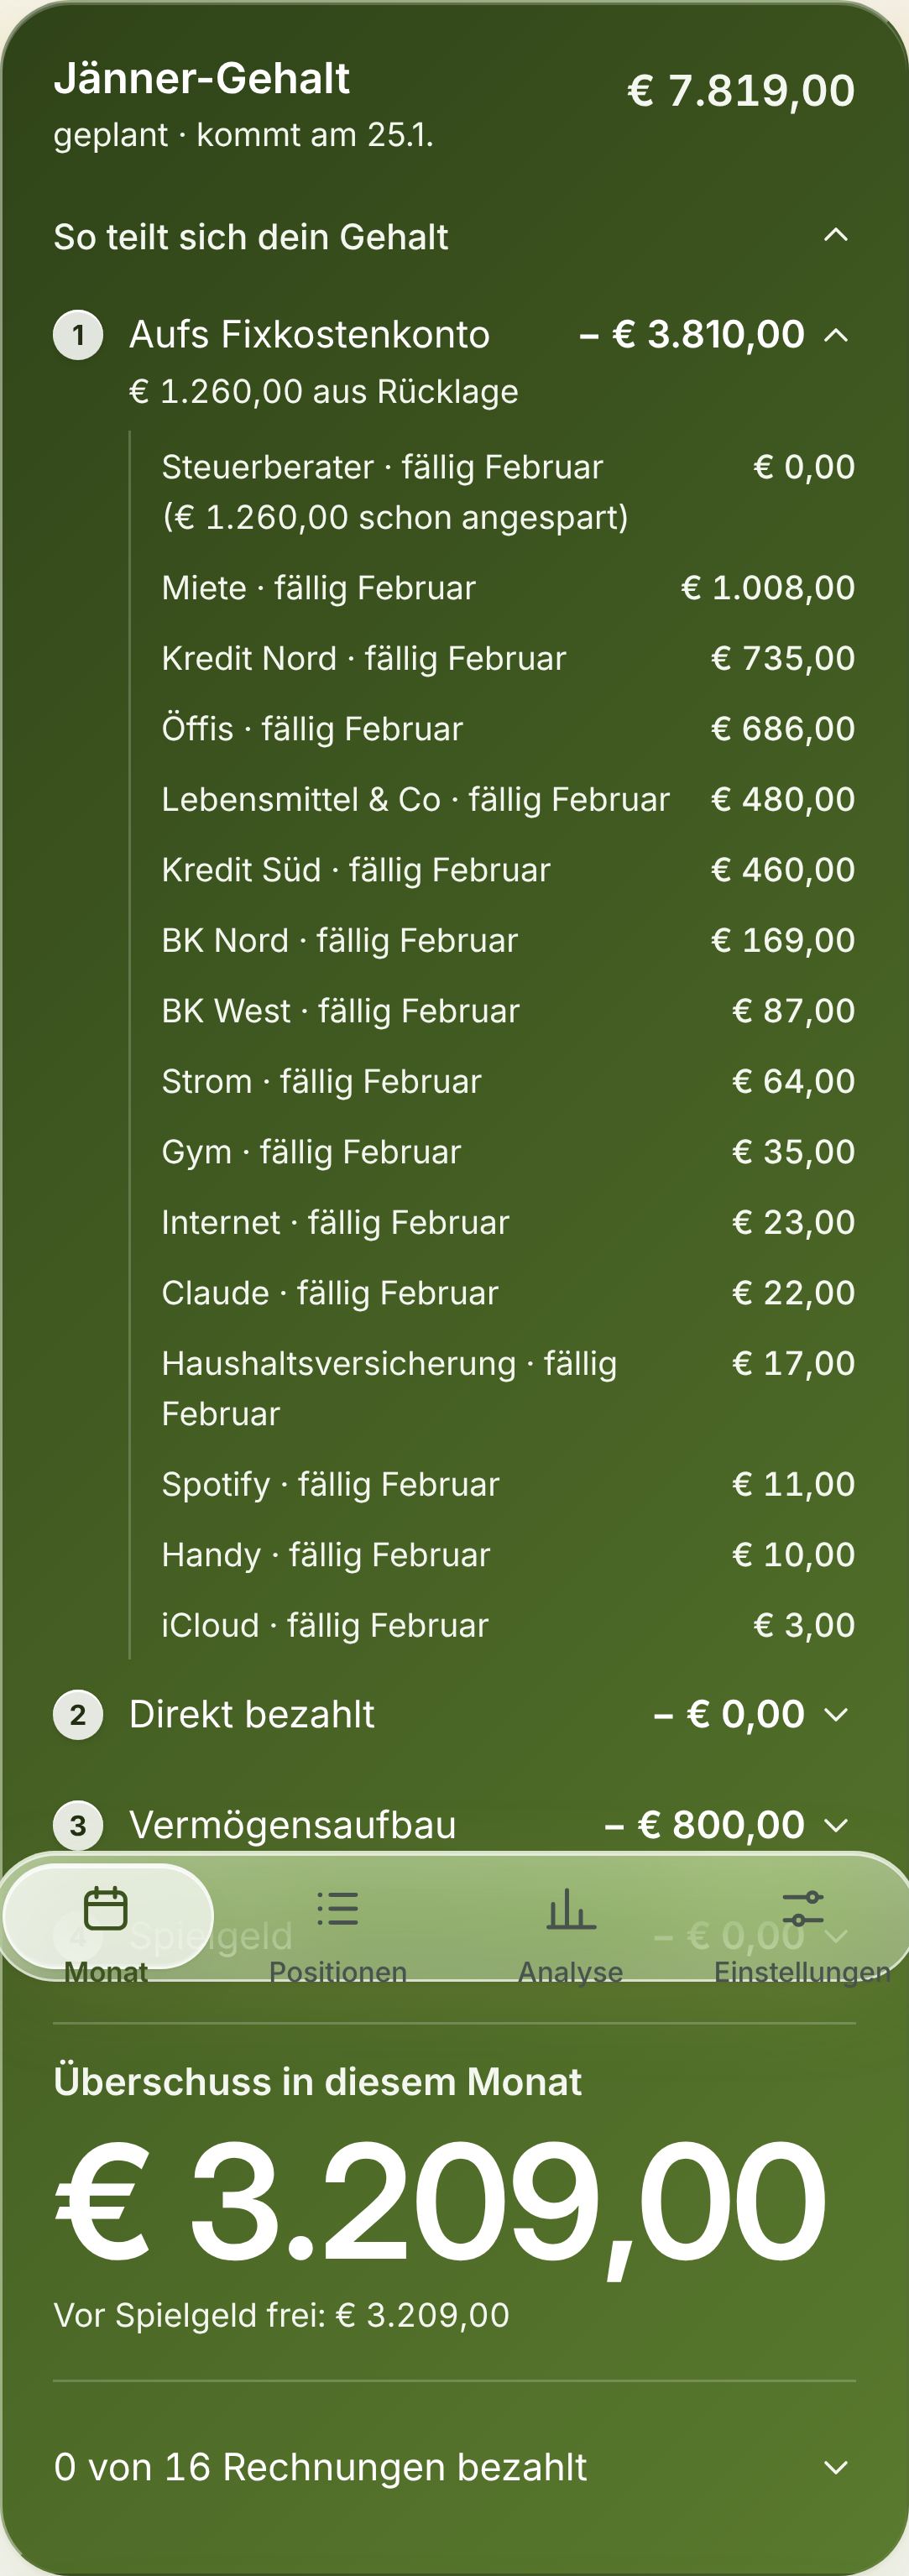 Jänner-Gehalt
€ 7.819,00
geplant · kommt am 25.1.
So teilt sich dein Gehalt
1 Aufs Fixkostenkonto – € 3.810,00
€ 1.260,00 aus Rücklage
Steuerberater · fällig Februar € 0,00
(€ 1.260,00 schon angespart)
Miete · fällig Februar € 1.008,00
Kredit Nord · fällig Februar € 735,00
Öffis · fällig Februar € 686,00
Lebensmittel & Co · fällig Februar € 480,00
Kredit Süd · fällig Februar € 460,00
BK Nord · fällig Februar € 169,00
BK West · fällig Februar € 87,00
Strom · fällig Februar € 64,00
Gym · fällig Februar € 35,00
Internet · fällig Februar € 23,00
Claude · fällig Februar € 22,00
Haushaltsversicherung · fällig € 17,00
Februar
Spotify · fällig Februar € 11,00
Handy · fällig Februar € 10,00
iCloud · fällig Februar € 3,00
2 Direkt bezahlt – € 0,00
3 Vermögensaufbau – € 800,00
4 Spielgeld – € 0,00
Monat Positionen Analyse Einstellungen
Überschuss in diesem Monat
€ 3.209,00
Vor Spielgeld frei: € 3.209,00
0 von 16 Rechnungen bezahlt